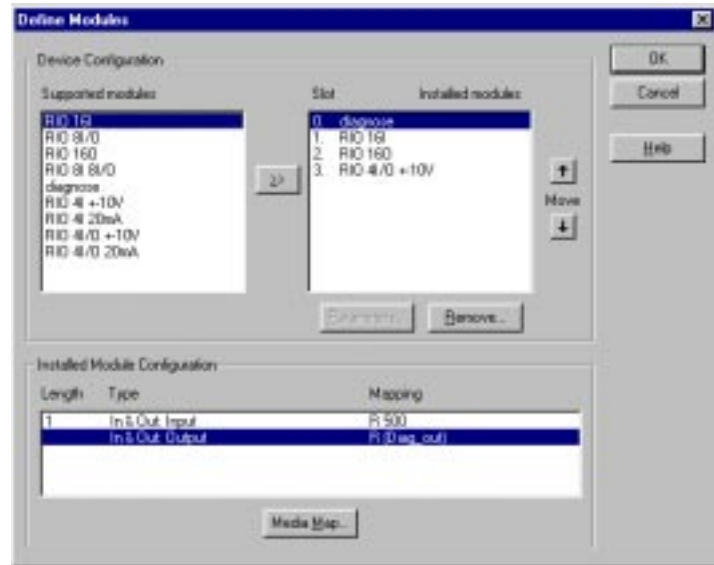 Define Modules
Device Configuration
Supported modules
RIO 16I
RIO 8I/O
RIO 16O
RIO 8I 8I/O
diagnose
RIO 4I +-10V
RIO 4I 20mA
RIO 4I/O +-10V
RIO 4I/O 20mA
>>
Slot Installed modules
0. diagnose
1. RIO 16I
2. RIO 16O
3. RIO 4I/O +-10V
Move
Remove...
OK
Cancel
Help
Installed Module Configuration
Length Type Mapping
1 In & Out: Input R 500
In & Out: Output R (Diag_out)
Media Map...